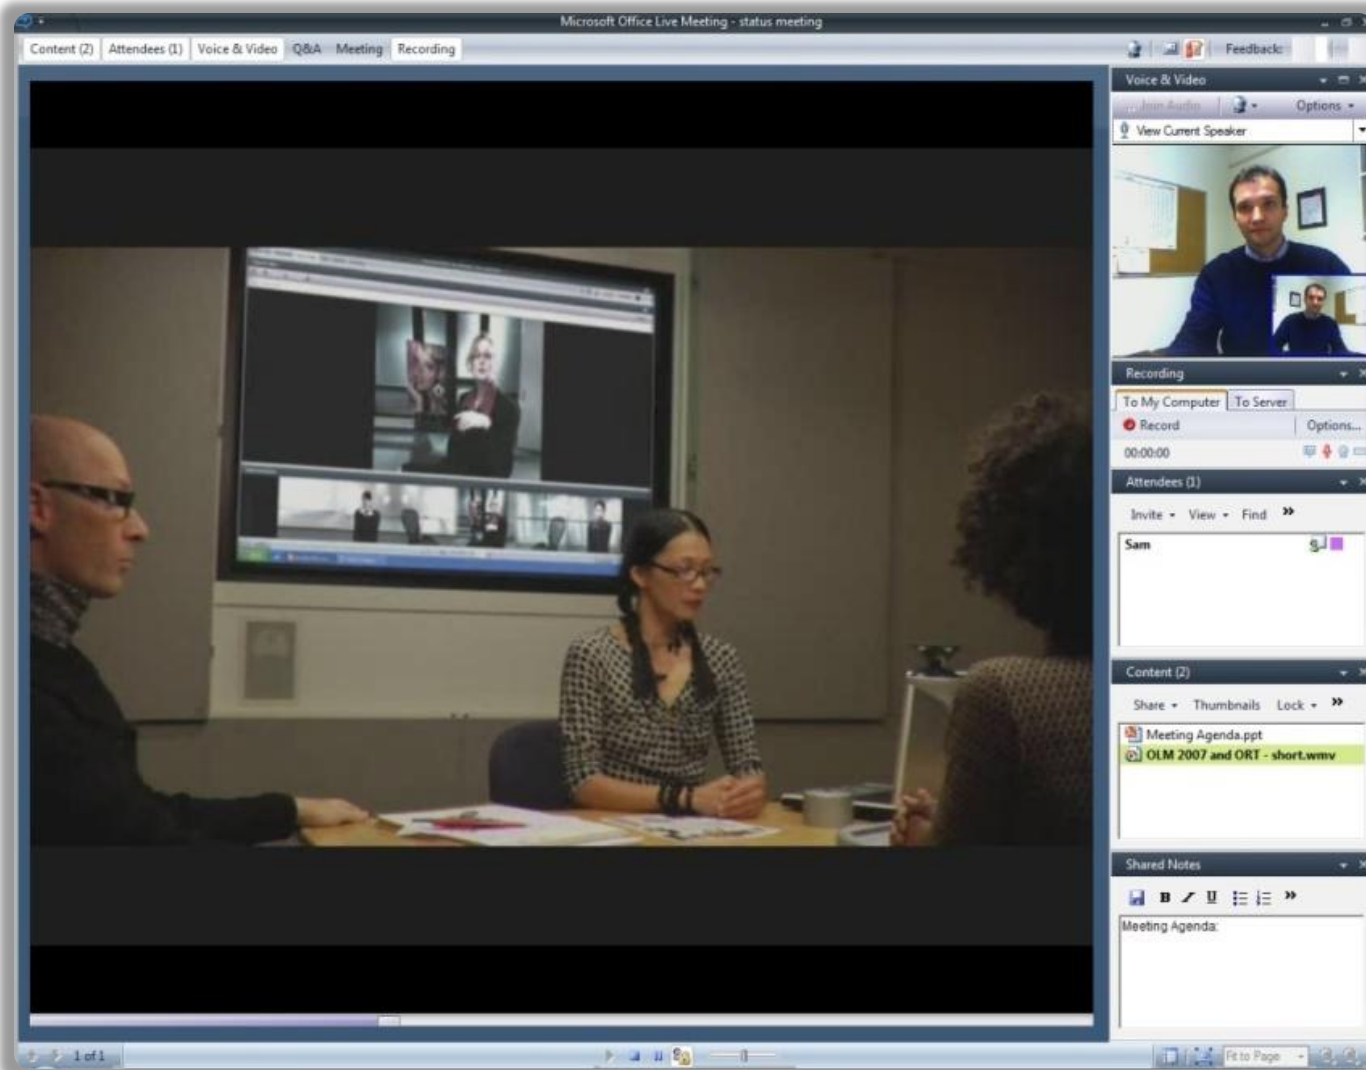 Microsoft Office Live Meeting - status meeting
Content (2) Attendees (1) Voice & Video Q&A Meeting Recording
Feedback:
Voice & Video
Join Audio Options
View Current Speaker
Recording
To My Computer To Server
Record Options...
00:00:00
Attendees (1)
Invite View Find »
Sam
Content (2)
Share Thumbnails Lock »
Meeting Agenda.ppt
OLM 2007 and ORT - short.wmv
Shared Notes
B I U »
Meeting Agenda:
1 of 1
Fit to Page